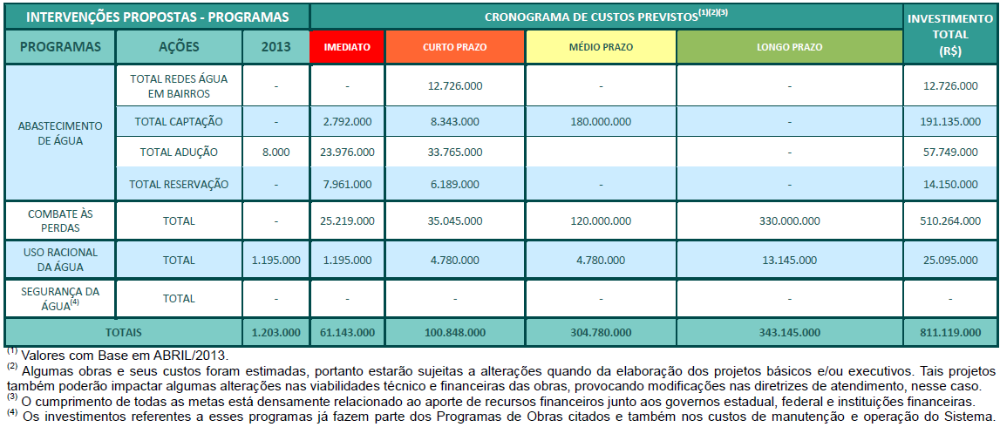 INTERVENÇÕES PROPOSTAS - PROGRAMAS CRONOGRAMA DE CUSTOS PREVISTOS(1)(2)(3) INVESTIMENTO TOTAL (R$)
PROGRAMAS AÇÕES 2013 IMEDIATO CURTO PRAZO MÉDIO PRAZO LONGO PRAZO
ABASTECIMENTO DE ÁGUA
TOTAL REDES ÁGUA EM BAIRROS - - 12.726.000 - - 12.726.000
TOTAL CAPTAÇÃO - 2.792.000 8.343.000 180.000.000 - 191.135.000
TOTAL ADUÇÃO 8.000 23.976.000 33.765.000 - 57.749.000
TOTAL RESERVAÇÃO - 7.961.000 6.189.000 - - 14.150.000
COMBATE ÀS PERDAS TOTAL - 25.219.000 35.045.000 120.000.000 330.000.000 510.264.000
USO RACIONAL DA ÁGUA TOTAL 1.195.000 1.195.000 4.780.000 4.780.000 13.145.000 25.095.000
SEGURANÇA DA ÁGUA(4) TOTAL - - - - - -
TOTAIS 1.203.000 61.143.000 100.848.000 304.780.000 343.145.000 811.119.000
(1) Valores com Base em ABRIL/2013.
(2) Algumas obras e seus custos foram estimadas, portanto estarão sujeitas a alterações quando da elaboração dos projetos básicos e/ou executivos. Tais projetos
também poderão impactar algumas alterações nas viabilidades técnico e financeiras das obras, provocando modificações nas diretrizes de atendimento, nesse caso.
(3) O cumprimento de todas as metas está densamente relacionado ao aporte de recursos financeiros junto aos governos estadual, federal e instituições financeiras.
(4) Os investimentos referentes a esses programas já fazem parte dos Programas de Obras citados e também nos custos de manutenção e operação do Sistema.